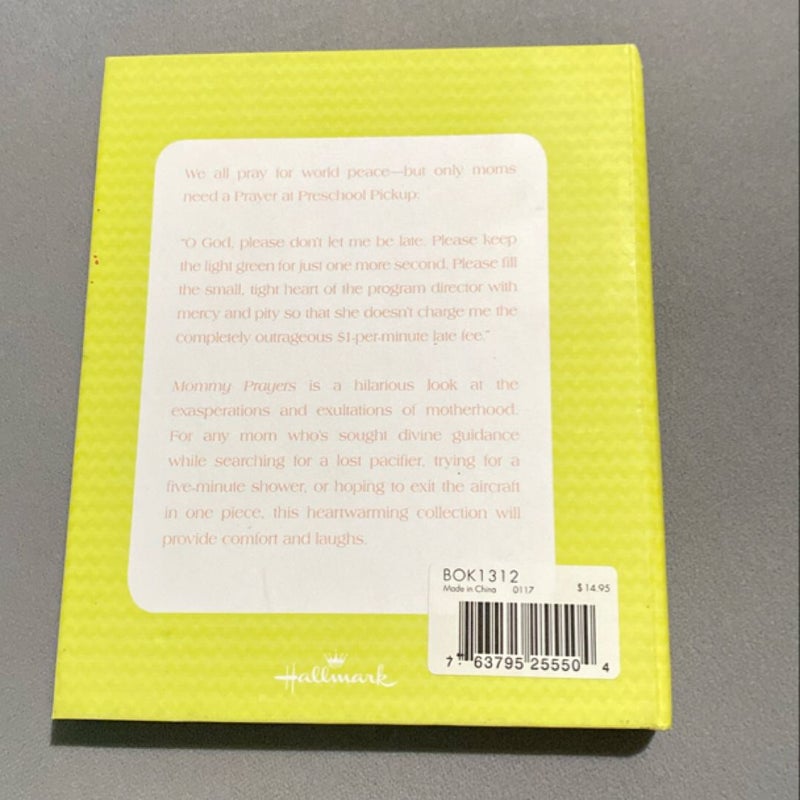 We all pray for world peace—but only moms
need a Prayer at Preschool Pickup:
"O God, please don't let me be late. Please keep
the light green for just one more second. Please fill
the small, tight heart of the program director with
mercy and pity so that she doesn't charge me the
completely outrageous $1-per-minute late fee."
Mommy Prayers is a hilarious look at the
exasperations and exultations of motherhood.
For any mom who's sought divine guidance
while searching for a lost pacifier, trying for a
five-minute shower, or hoping to exit the aircraft
in one piece, this heartwarming collection will
provide comfort and laughs.
BOK1312
Made in China 0117 $14.95
7 63795 25550 4
Hallmark